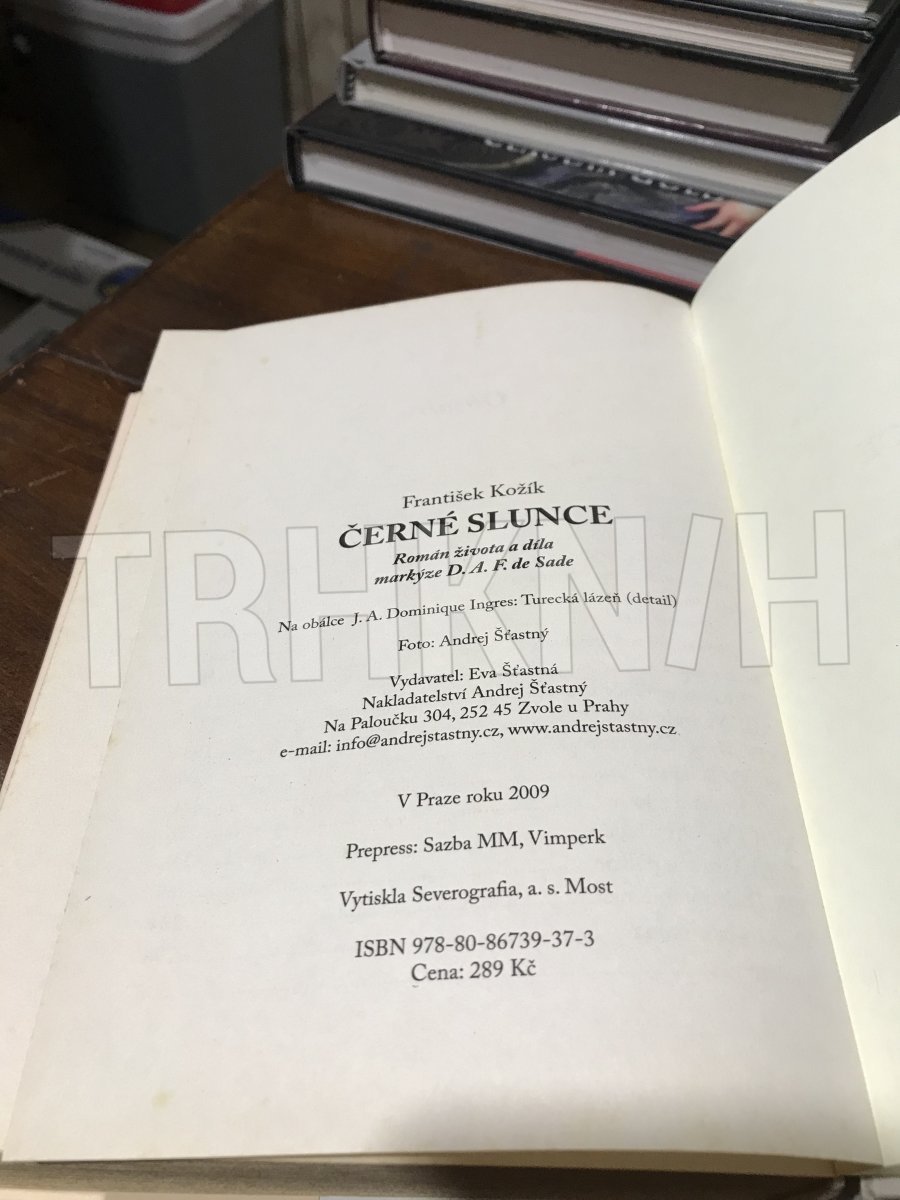 František Kožík
ČERNÉ SLUNCE
Román života a díla
markýze D. A. F. de Sade
Na obálce J. A. Dominique Ingres: Turecká lázeň (detail)
Foto: Andrej Šťastný
Vydavatel: Eva Šťastná
Nakladatelství Andrej Šťastný
Na Paloučku 304, 252 45 Zvole u Prahy
e-mail: info@andrejstastny.cz, www.andrejstastny.cz
V Praze roku 2009
Prepress: Sazba MM, Vimperk
Vytiskla Severografia, a. s. Most
ISBN 978-80-86739-37-3
Cena: 289 Kč
TRHKN/H